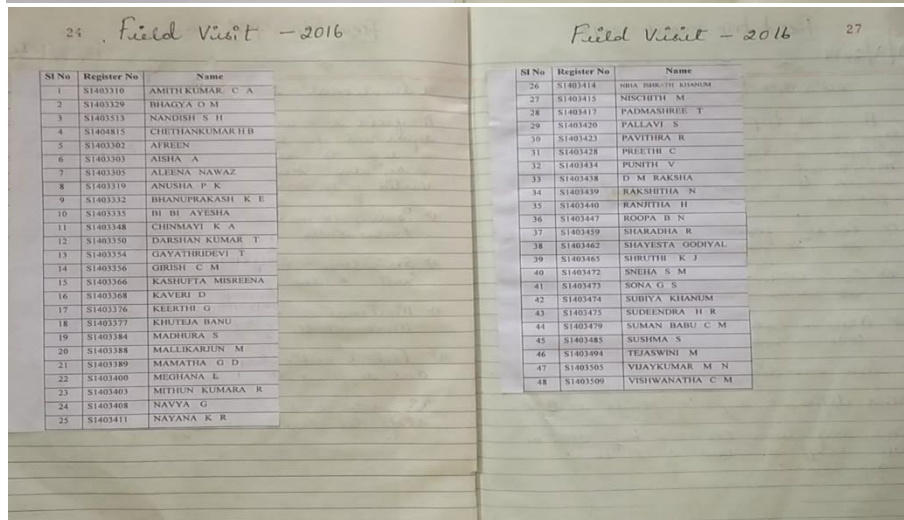 24 . Field Visit - 2016
Sl No Register No Name
1 S1403310 AMITH KUMAR C A
2 S1403329 BHAGYA O M
3 S1403513 NANDISH S H
4 S1404815 CHETHANKUMAR H B
5 S1403302 AFREEN
6 S1403303 AISHA A
7 S1403305 ALEENA NAWAZ
8 S1403319 ANUSHA P K
9 S1403332 BHANUPRAKASH K E
10 S1403335 BI BI AYESHA
11 S1403348 CHINMAYI K A
12 S1403350 DARSHAN KUMAR T
13 S1403354 GAYATHRIDEVI T
14 S1403356 GIRISH C M
15 S1403366 KASHUFTA MISREENA
16 S1403368 KAVERI D
17 S1403376 KEERTHI G
18 S1403377 KHUTEJA BANU
19 S1403384 MADHURA S
20 S1403388 MALLIKARJUN M
21 S1403389 MAMATHA G D
22 S1403400 MEGHANA L
23 S1403403 MITHUN KUMARA R
24 S1403408 NAVYA G
25 S1403411 NAYANA K R
Field Visit - 2016 27
Sl No Register No Name
26 S1403414 KHANUM
27 S1403415 NISCHITH M
28 S1403417 PADMASHREE T
29 S1403420 PALLAVI S
30 S1403423 PAVITHRA R
31 S1403428 PREETHI C
32 S1403434 PUNITH V
33 S1403438 D M RAKSHA
34 S1403439 RAKSHITHA N
35 S1403440 RANJITHA H
36 S1403447 ROOPA B N
37 S1403459 SHARADHA R
38 S1403462 SHAYESTA GODIYAL
39 S1403465 SHRUTHI K J
40 S1403472 SNEHA S M
41 S1403473 SONA G S
42 S1403474 SUBIYA KHANUM
43 S1403475 SUDEENDRA H R
44 S1403479 SUMAN BABU C M
45 S1403485 SUSHMA S
46 S1403494 TEJASWINI M
47 S1403505 VIJAYKUMAR M N
48 S1403509 VISHWANATHA C M